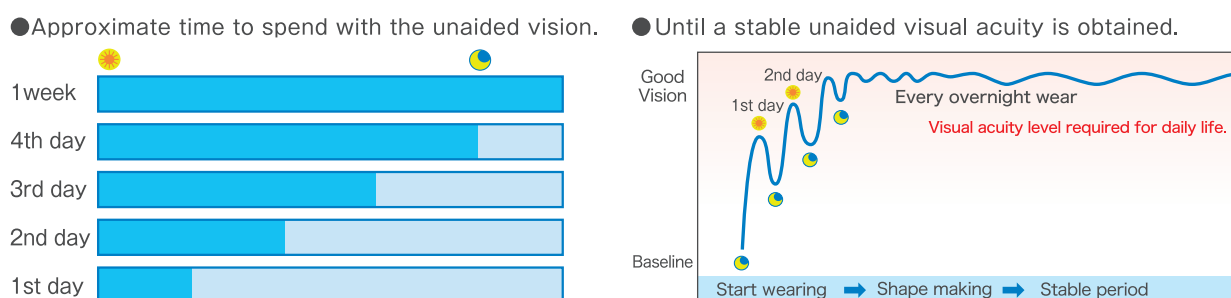 ●Approximate time to spend with the unaided vision.
1week
4th day
3rd day
2nd day
1st day
●Until a stable unaided visual acuity is obtained.
Good
Vision
2nd day
1st day
Every overnight wear
Visual acuity level required for daily life.
Baseline
Start wearing ➡ Shape making ➡ Stable period